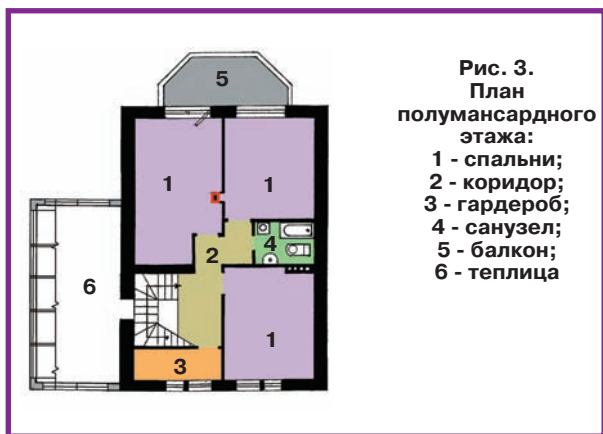 5
1
1
4
2
6
1
3
Рис. 3.
План
полумансардного
этажа:
1 - спальни;
2 - коридор;
3 - гардероб;
4 - санузел;
5 - балкон;
6 - теплица